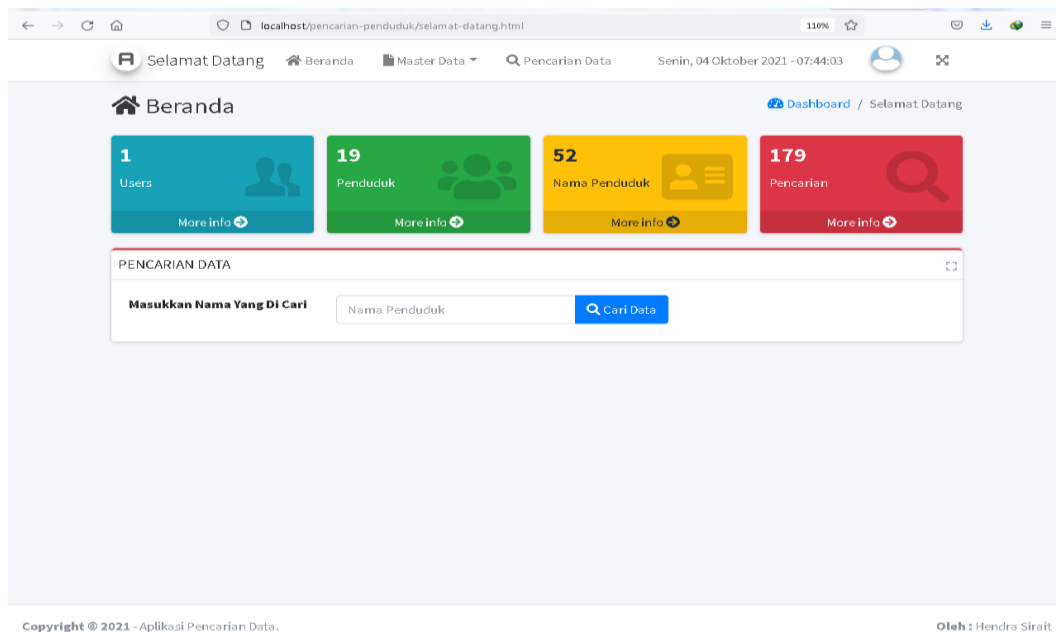 localhost/pencarian-penduduk/selamat-datang.html 110%
A Selamat Datang Beranda Master Data Pencarian Data Senin, 04 Oktober 2021 - 07:44:03
Beranda Dashboard / Selamat Datang
1
Users
More info
19
Penduduk
More info
52
Nama Penduduk
More info
179
Pencarian
More info
PENCARIAN DATA
Masukkan Nama Yang Di Cari Nama Penduduk Cari Data
Copyright © 2021 - Aplikasi Pencarian Data. Oleh : Hendra Sirait